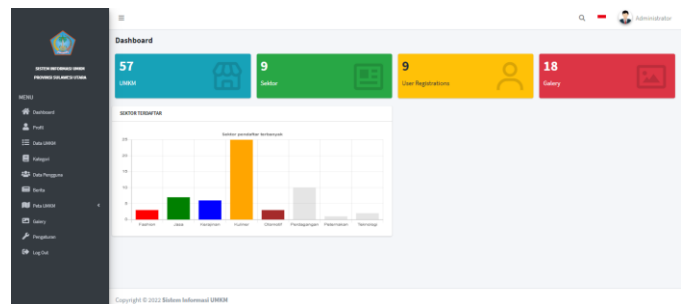 SISTEM INFORMASI UMKM
PROVINSI SULAWESI UTARA
MENU
Dashboard
Profil
Data UMKM
Kategori
Data Pengguna
Berita
Peta UMKM
Galery
Pengaturan
Log Out
Administrator
Dashboard
57
UMKM
9
Sektor
9
User Registrations
18
Galery
SEKTOR TERDAFTAR
Sektor pendaftar terbanyak
25
20
15
10
5
0
Fashion Jasa Kerajinan Kuliner Otomotif Perdagangan Peternakan Teknologi
Copyright © 2022 Sistem Informasi UMKM